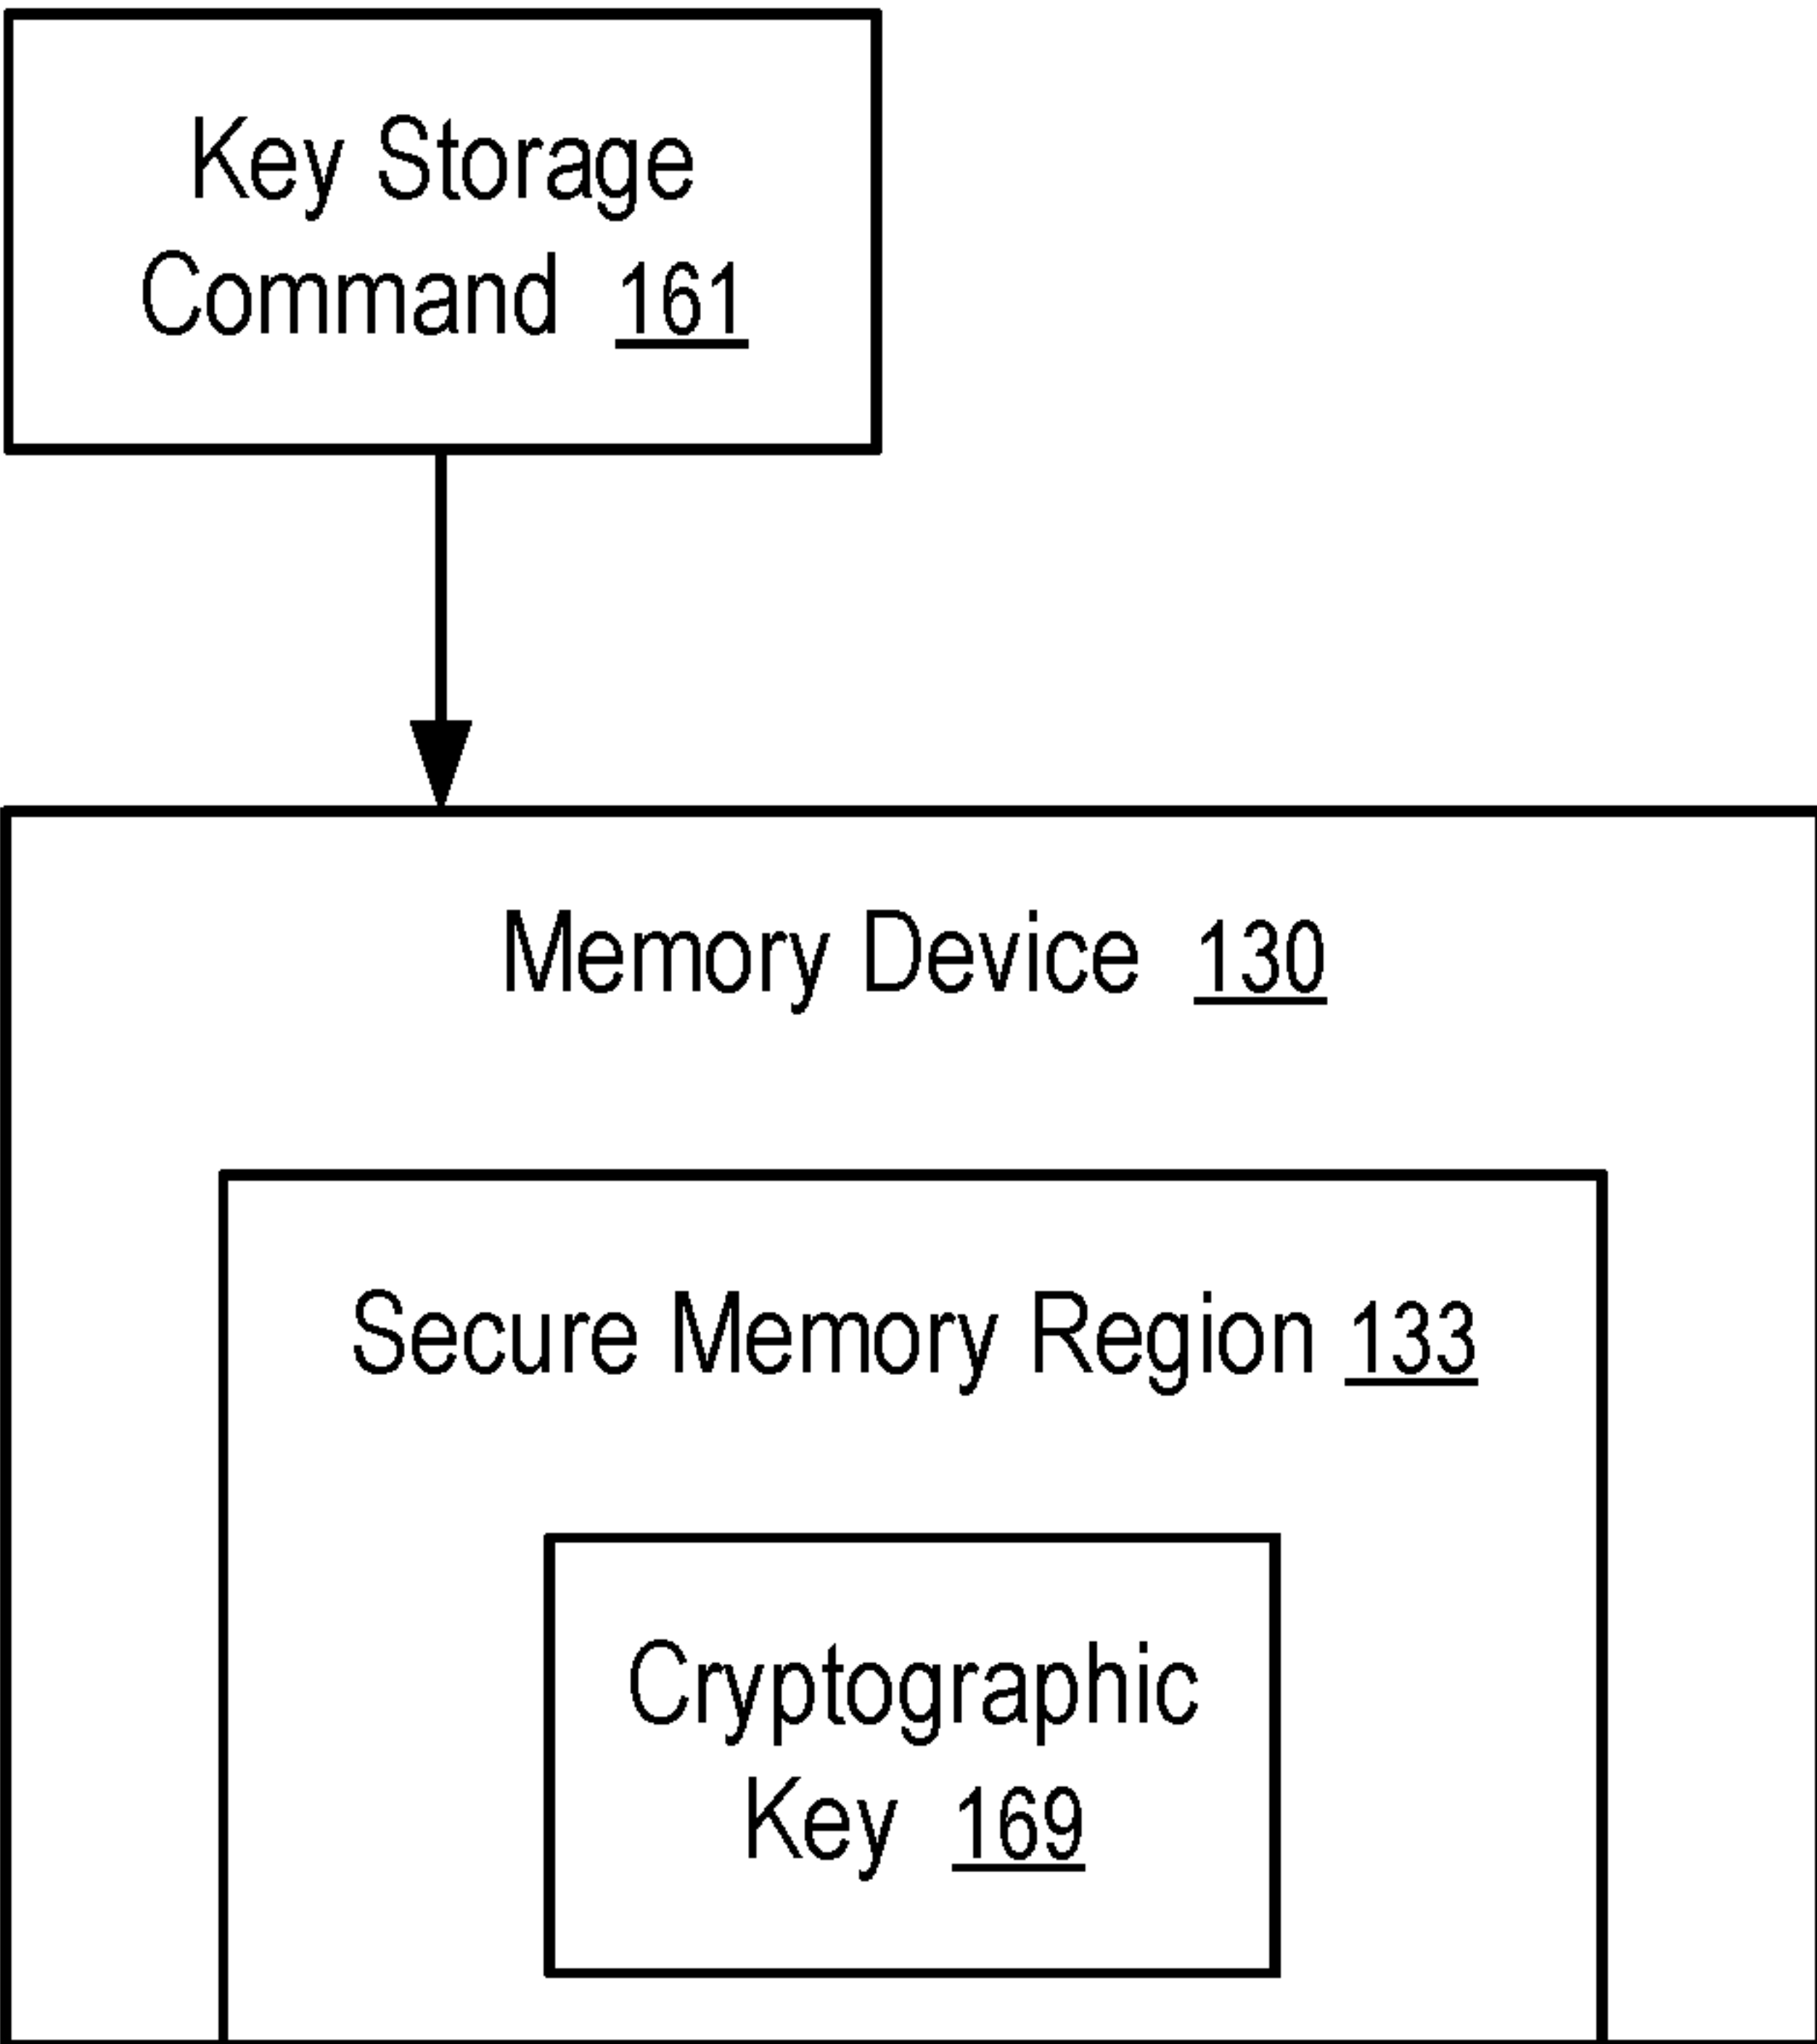 Key Storage
Command 161
Memory Device 130
Secure Memory Region 133
Cryptographic
Key 169